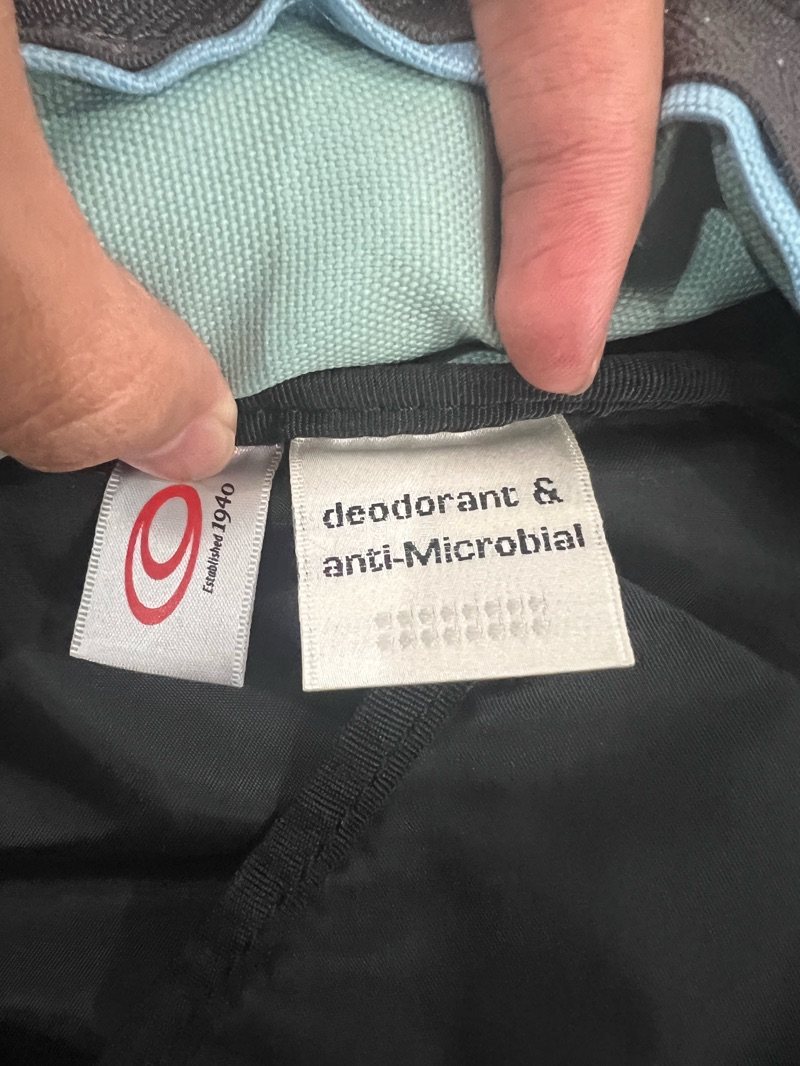 Established 1940
deodorant &
anti-Microbial